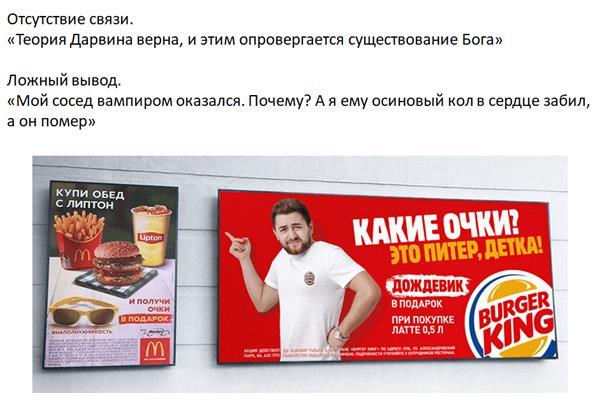 Отсутствие связи.
«Теория Дарвина верна, и этим опровергается существование Бога»
Ложный вывод.
«Мой сосед вампиром оказался. Почему? А я ему осиновый кол в сердце забил,
а он помер»
КУПИ ОБЕД
С ЛИПТОН
Lipton
И ПОЛУЧИ
ОЧКИ
В ПОДАРОК
#НАПОЛНУЮЯРКОСТЬ
КАКИЕ ОЧКИ?
ЭТО ПИТЕР, ДЕТКА!
ДОЖДЕВИК
В ПОДАРОК
ПРИ ПОКУПКЕ
ЛАТТЕ 0,5 Л
BURGER
KING